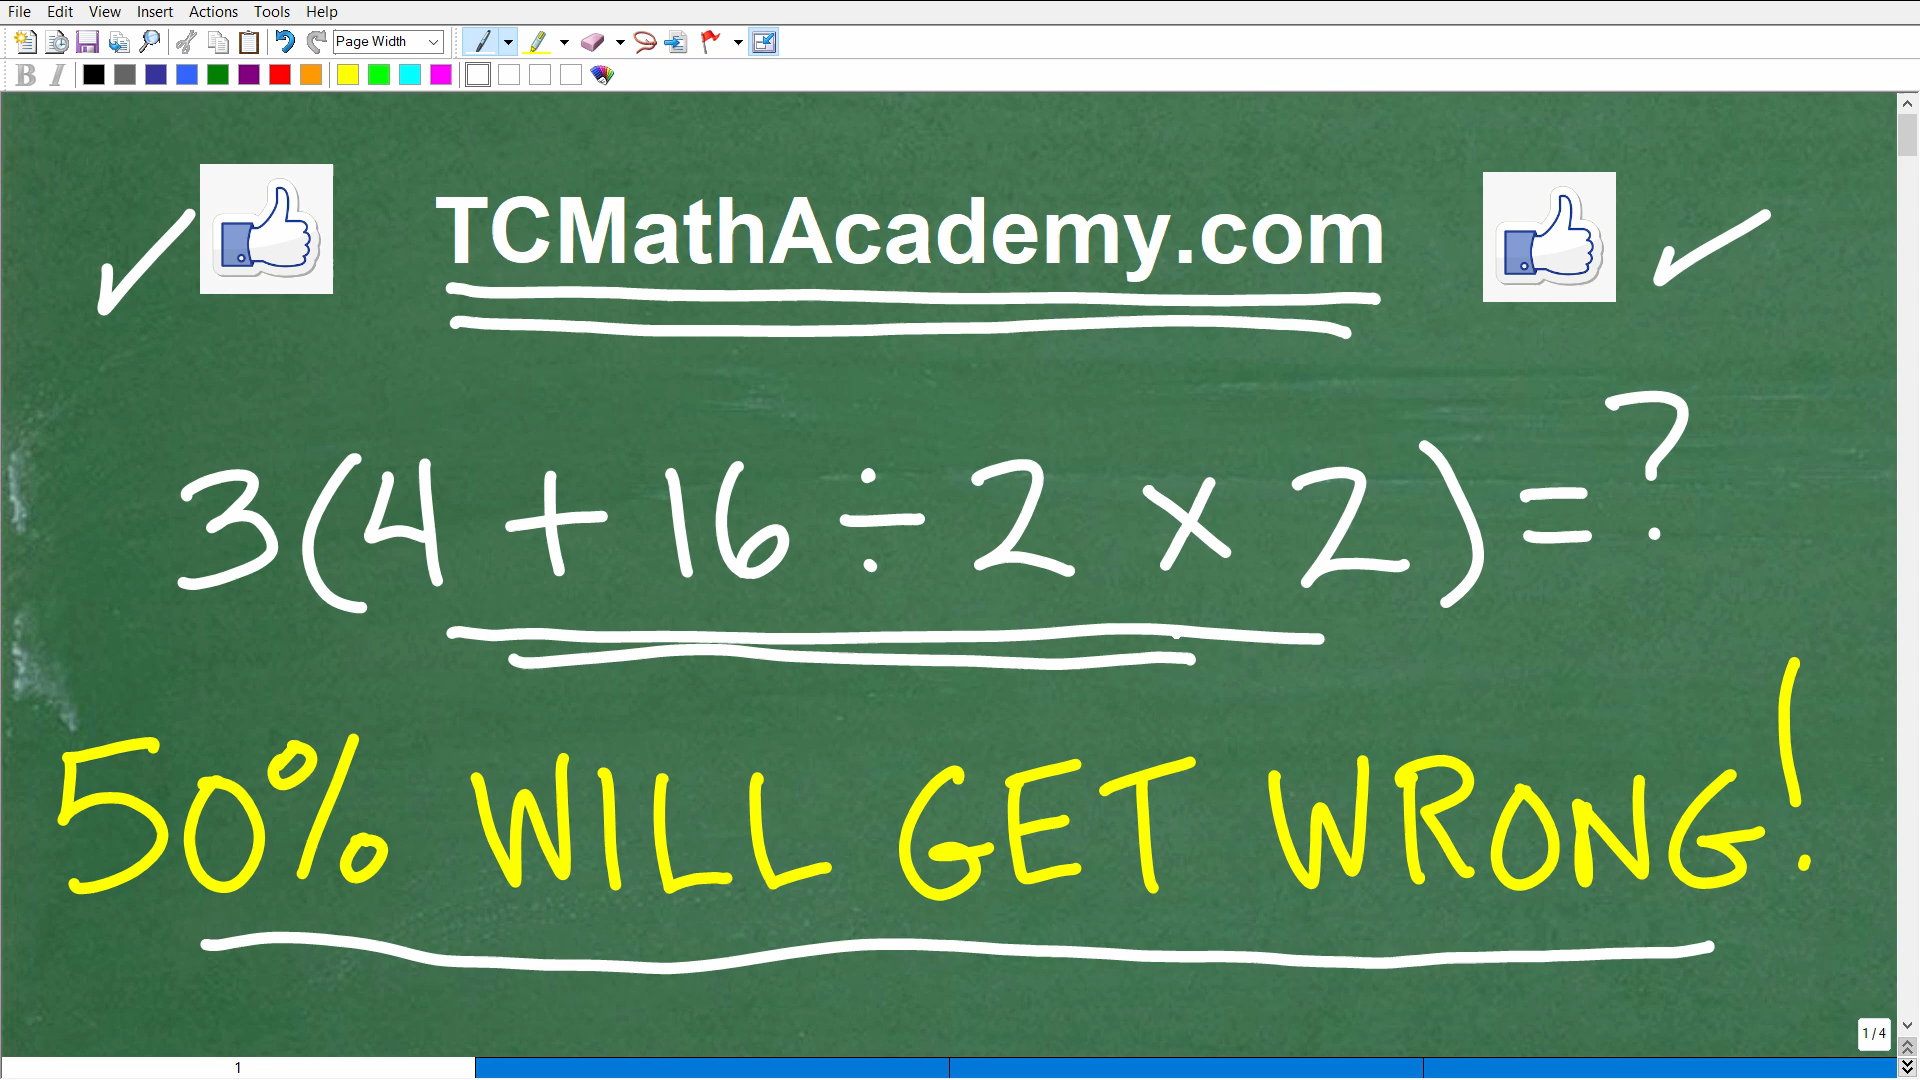 File Edit View Insert Actions Tools Help
Page Width
B I
TCMathAcademy.com
3(4 + 16 ÷ 2 × 2) = ?
50% WILL GET WRONG!
1 / 4
1